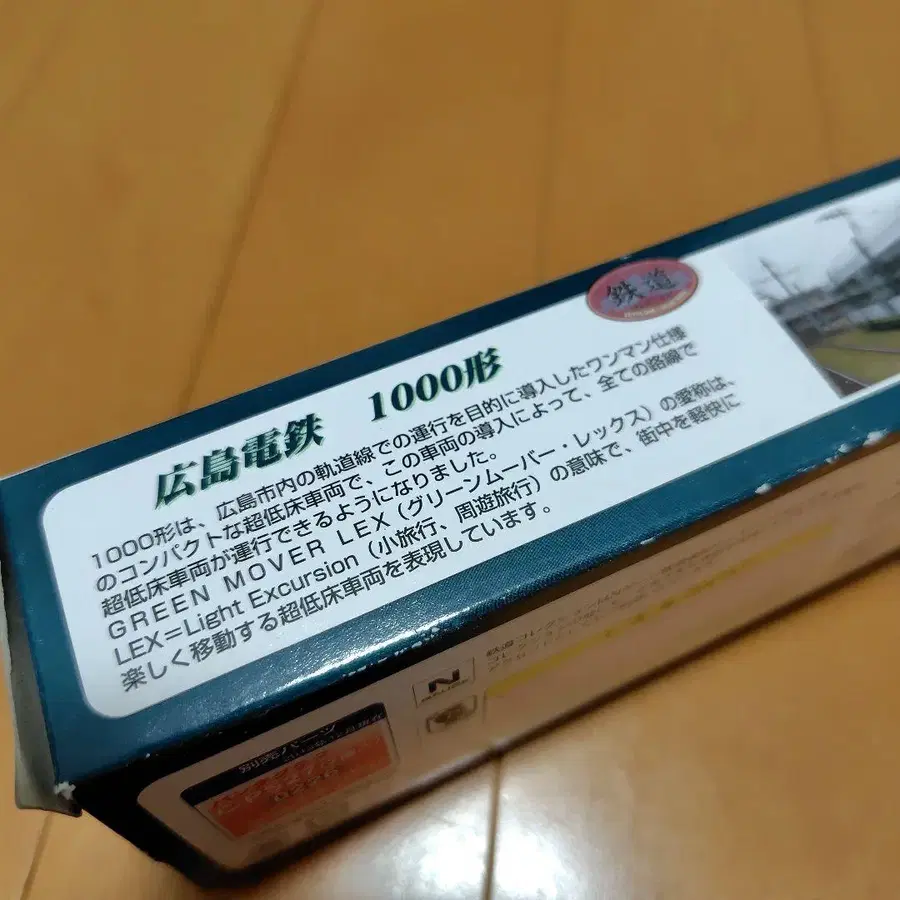 鉄道
広島電鉄 1000形
1000形は、広島市内の軌道線での運行を目的に導入したワンマン仕様
のコンパクトな超低床車両で、この車両の導入によって、全ての路線で
超低床車両が運行できるようになりました。
GREEN MOVER LEX（グリーンムーバー・レックス）の愛称は、
LEX=Light Excursion（小旅行、周遊旅行）の意味で、街中を軽快に
楽しく移動する超低床車両を表現しています。
N
別売パーツ